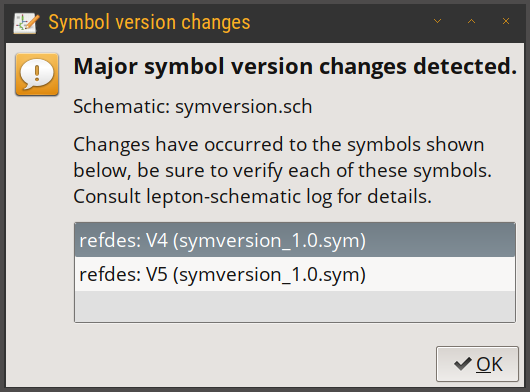 Symbol version changes
Major symbol version changes detected.
Schematic: symversion.sch
Changes have occurred to the symbols shown
below, be sure to verify each of these symbols.
Consult lepton-schematic log for details.
refdes: V4 (symversion_1.0.sym)
refdes: V5 (symversion_1.0.sym)
OK